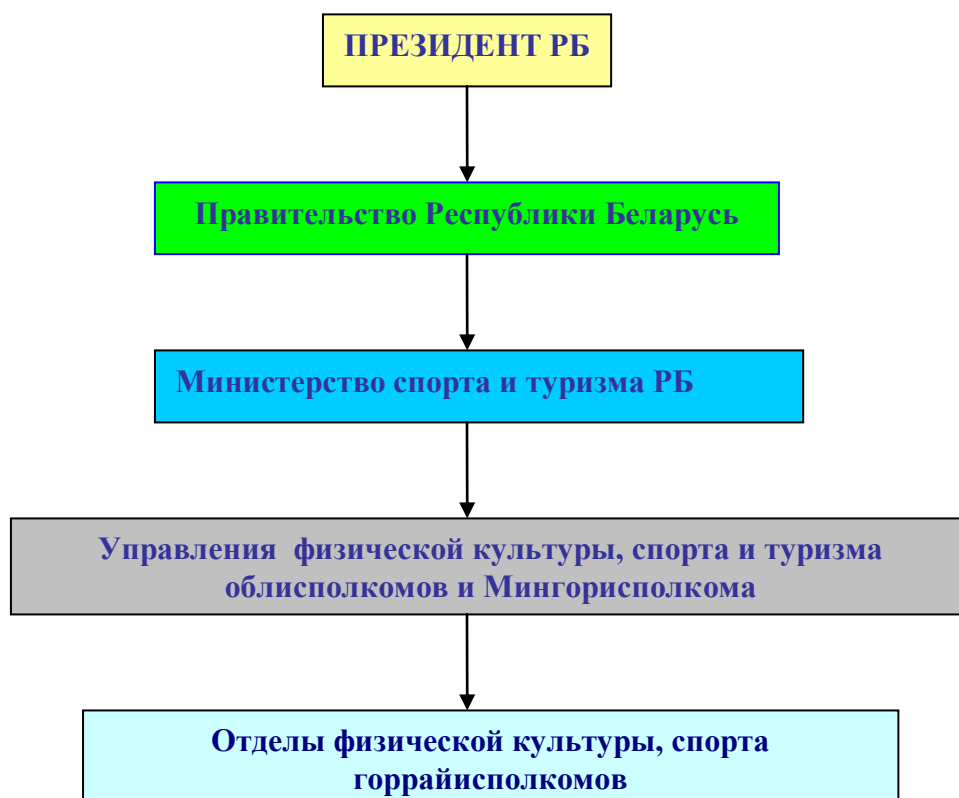 ПРЕЗИДЕНТ РБ
Правительство Республики Беларусь
Министерство спорта и туризма РБ
Управления физической культуры, спорта и туризма
облисполкомов и Мингорисполкома
Отделы физической культуры, спорта
горрайисполкомов